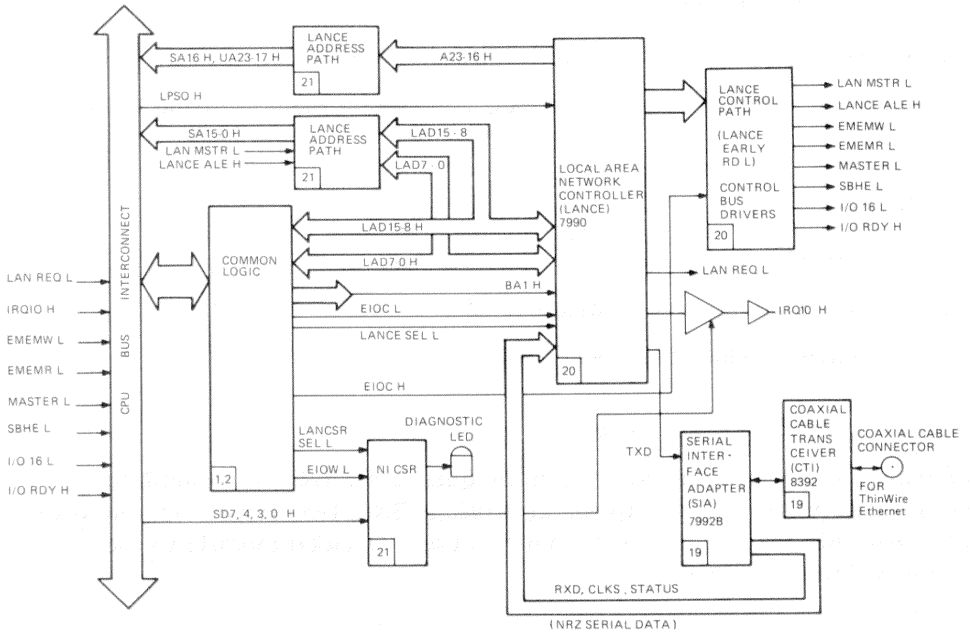 LANCE
ADDRESS
PATH
21
SA16 H, UA23-17 H
A23-16 H
LPSO H
SA15-0 H
LAN MSTR L
LANCE ALE H
LANCE
ADDRESS
PATH
21
LAD15-8
LAD7-0
LOCAL AREA
NETWORK
CONTROLLER
(LANCE)
7990
20
LANCE
CONTROL
PATH
(LANCE
EARLY
RD L)
CONTROL
BUS
DRIVERS
20
LAN MSTR L
LANCE ALE H
EMEMW L
EMEMR L
MASTER L
SBHE L
I/O 16 L
I/O RDY H
CPU BUS INTERCONNECT
LAN REQ L
IRQ10 H
EMEMW L
EMEMR L
MASTER L
SBHE L
I/O 16 L
I/O RDY H
COMMON
LOGIC
1,2
LAD15-8 H
LAD7-0 H
BA1 H
EIOC L
LANCE SEL L
EIOC H
LAN REQ L
IRQ10 H
LANCSR
SEL L
EIOW L
SD7, 4, 3, 0 H
NI CSR
21
DIAGNOSTIC
LED
TXD
SERIAL
INTER-
FACE
ADAPTER
(SIA)
7992B
19
COAXIAL
CABLE
TRANS
CEIVER
(CTI)
8392
19
COAXIAL CABLE
CONNECTOR
FOR
ThinWire
Ethernet
RXD, CLKS, STATUS
(NRZ SERIAL DATA)